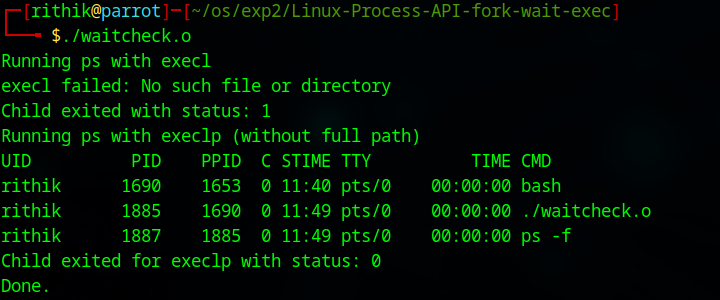 ┌─[rithik@parrot]─[~/os/exp2/Linux-Process-API-fork-wait-exec]
└──╼ $./waitcheck.o
Running ps with execl
execl failed: No such file or directory
Child exited with status: 1
Running ps with execlp (without full path)
UID          PID    PPID  C STIME TTY          TIME CMD
rithik      1690    1653  0 11:40 pts/0    00:00:00 bash
rithik      1885    1690  0 11:49 pts/0    00:00:00 ./waitcheck.o
rithik      1887    1885  0 11:49 pts/0    00:00:00 ps -f
Child exited for execlp with status: 0
Done.